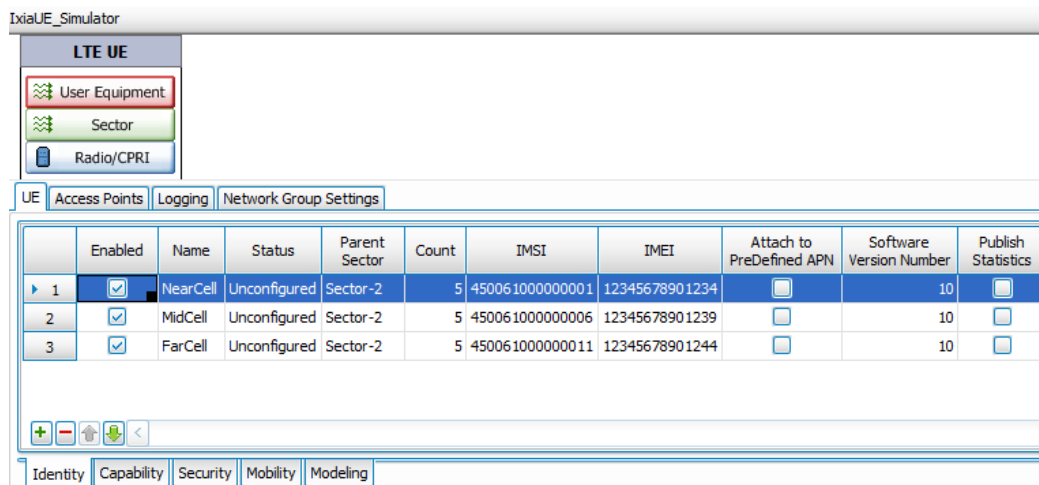 IxiaUE_Simulator
LTE UE
User Equipment
Sector
Radio/CPRI
UE Access Points Logging Network Group Settings
Enabled Name Status Parent Sector Count IMSI IMEI Attach to PreDefined APN Software Version Number Publish Statistics
1 NearCell Unconfigured Sector-2 5 450061000000001 12345678901234 10
2 MidCell Unconfigured Sector-2 5 450061000000006 12345678901239 10
3 FarCell Unconfigured Sector-2 5 450061000000011 12345678901244 10
Identity Capability Security Mobility Modeling